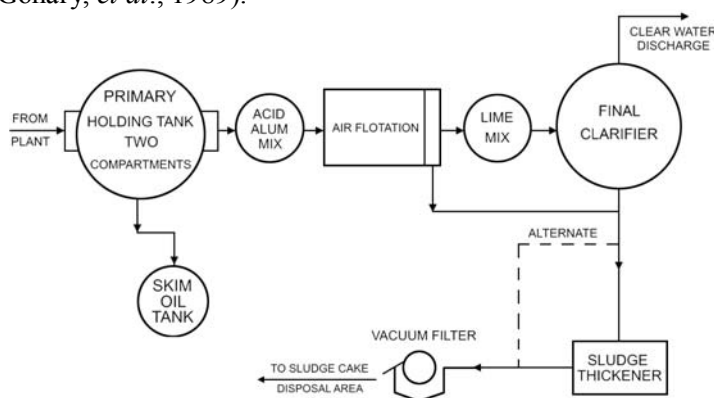 Gohary, et al., 1989).
CLEAR WATER
DISCHARGE
PRIMARY
HOLDING TANK
TWO
COMPARTMENTS
FROM
PLANT
ACID
ALUM
MIX
AIR FLOTATION
LIME
MIX
FINAL
CLARIFIER
ALTERNATE
SKIM
OIL
TANK
VACUUM FILTER
SLUDGE
THICKENER
TO SLUDGE CAKE
DISPOSAL AREA